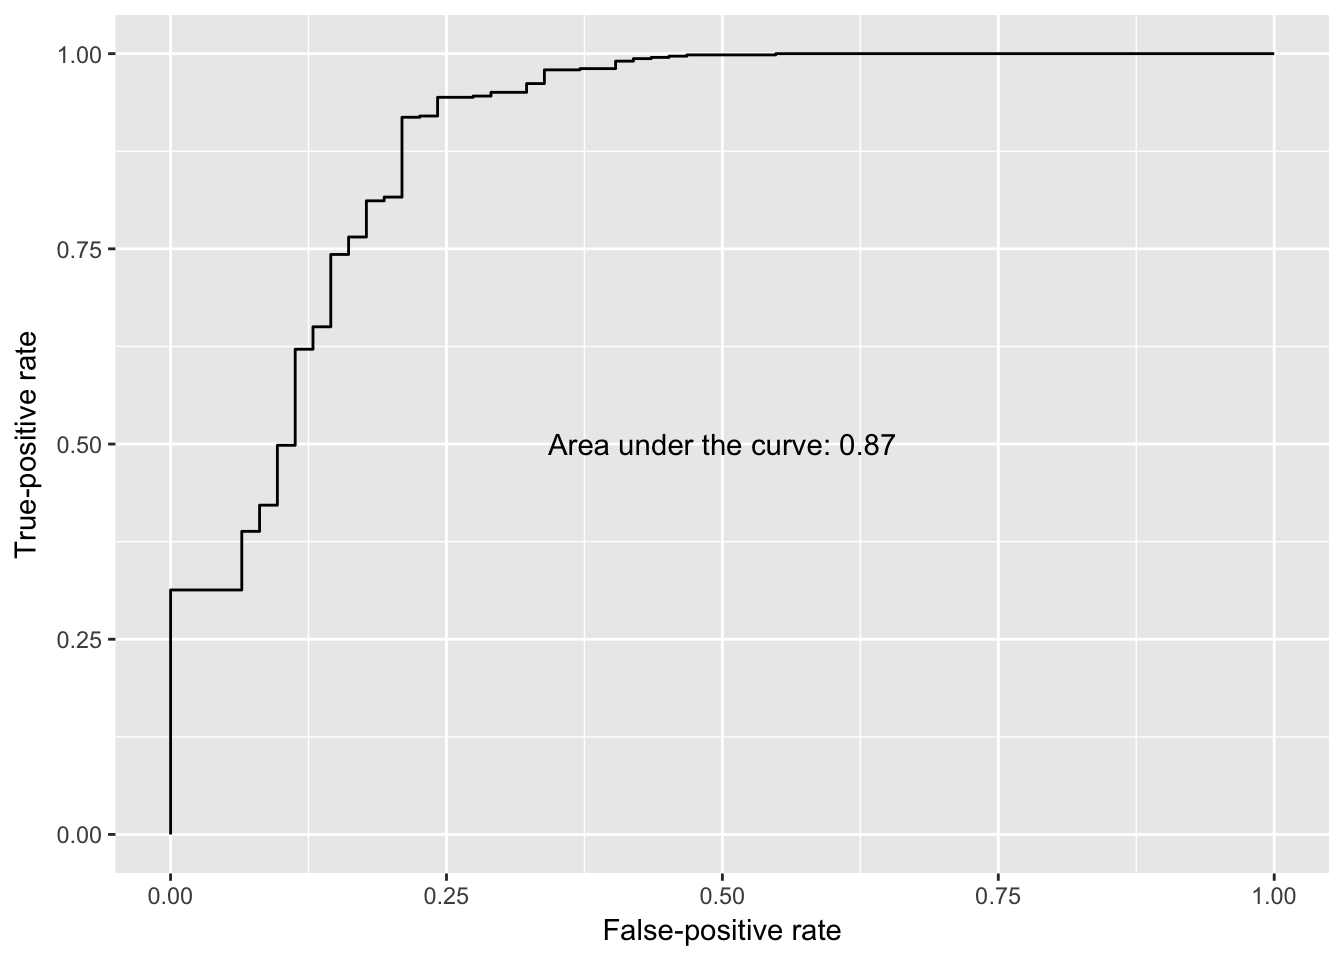 1.00
0.75
0.50
0.25
0.00
True-positive rate
Area under the curve: 0.87
0.00 0.25 0.50 0.75 1.00
False-positive rate